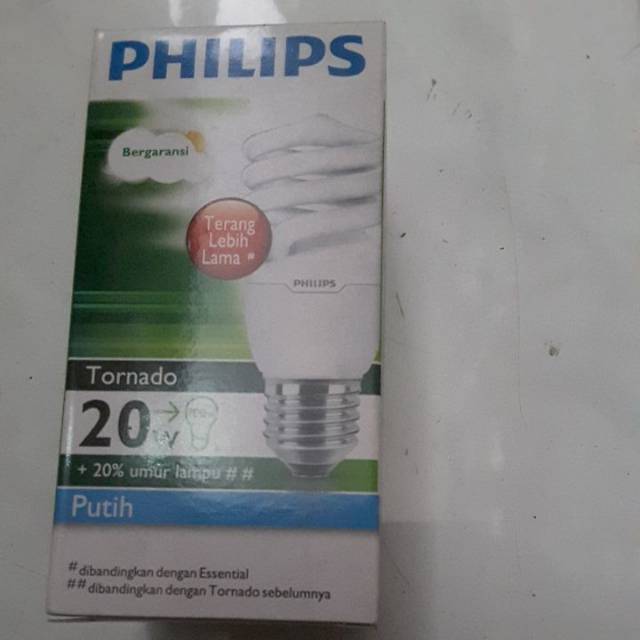 PHILIPS
Bergaransi
Terang
Lebih
Lama #
PHILIPS
Tornado
20 W
+ 20% umur lampu # #
Putih
# dibandingkan dengan Essential
## dibandingkan dengan Tornado sebelumnya